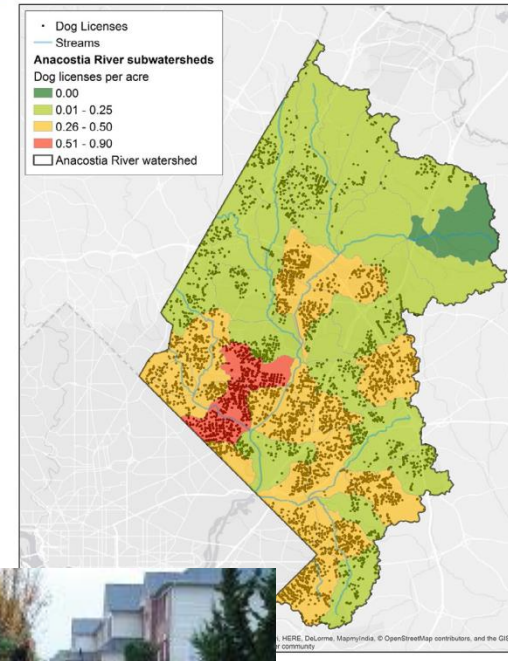 Dog Licenses
Streams
Anacostia River subwatersheds
Dog licenses per acre
0.00
0.01 - 0.25
0.26 - 0.50
0.51 - 0.90
Anacostia River watershed
HERE, DeLorme, MapmyIndia, © OpenStreetMap contributors, and the GIS
community